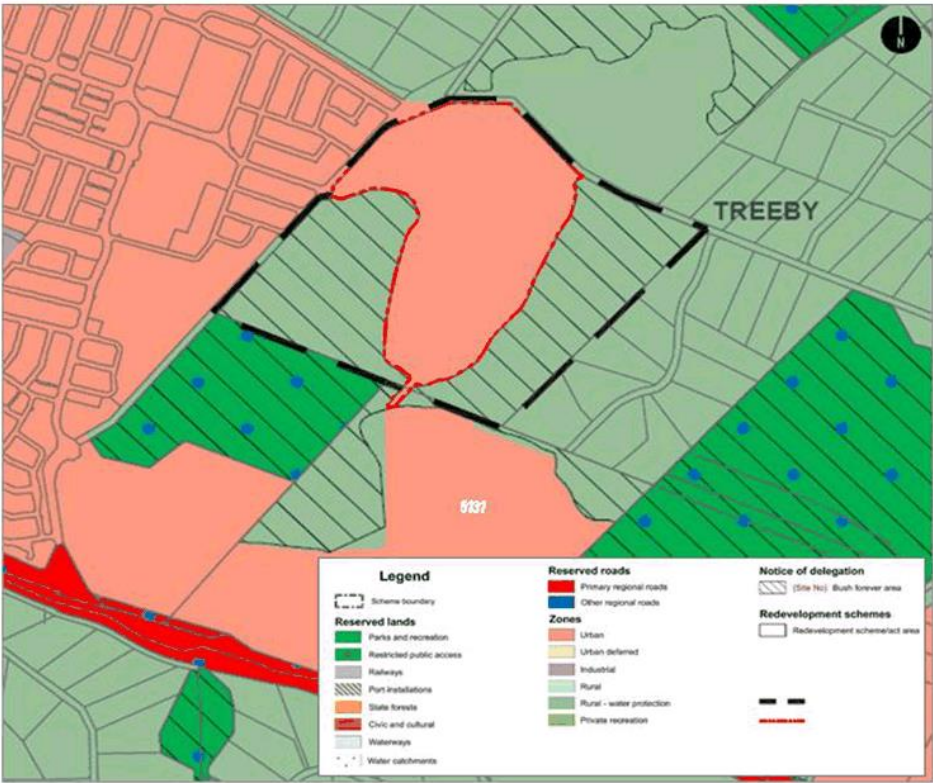 N
TREEBY
Legend
Scheme boundary
Reserved lands
Parks and recreation
Restricted public access
Railways
Port installations
State forests
Civic and cultural
Waterways
Water catchments
Reserved roads
Primary regional roads
Other regional roads
Zones
Urban
Urban deferred
Industrial
Rural
Rural - water protection
Private recreation
Notice of delegation
(Site No) Bush forever area
Redevelopment schemes
Redevelopment scheme/act area